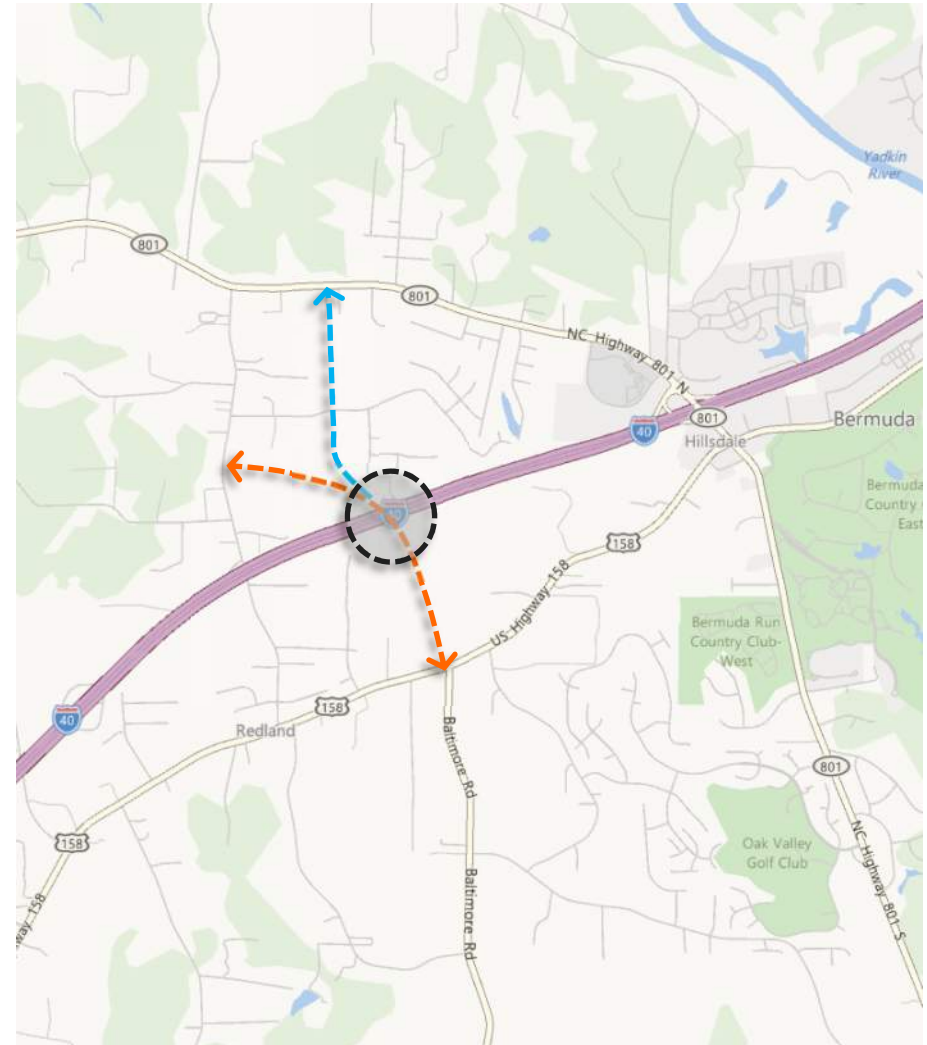 Yadkin
River
801
801
NC Highway 801 N
801
40
Hillsdale
Bermuda
Bermuda
Country
East
40
158
US Highway 158
Bermuda Run
Country Club-
West
158
Redland
40
Baltimore Rd
801
158
Oak Valley
Golf Club
NC Highway 801 S
Baltimore Rd
way 158